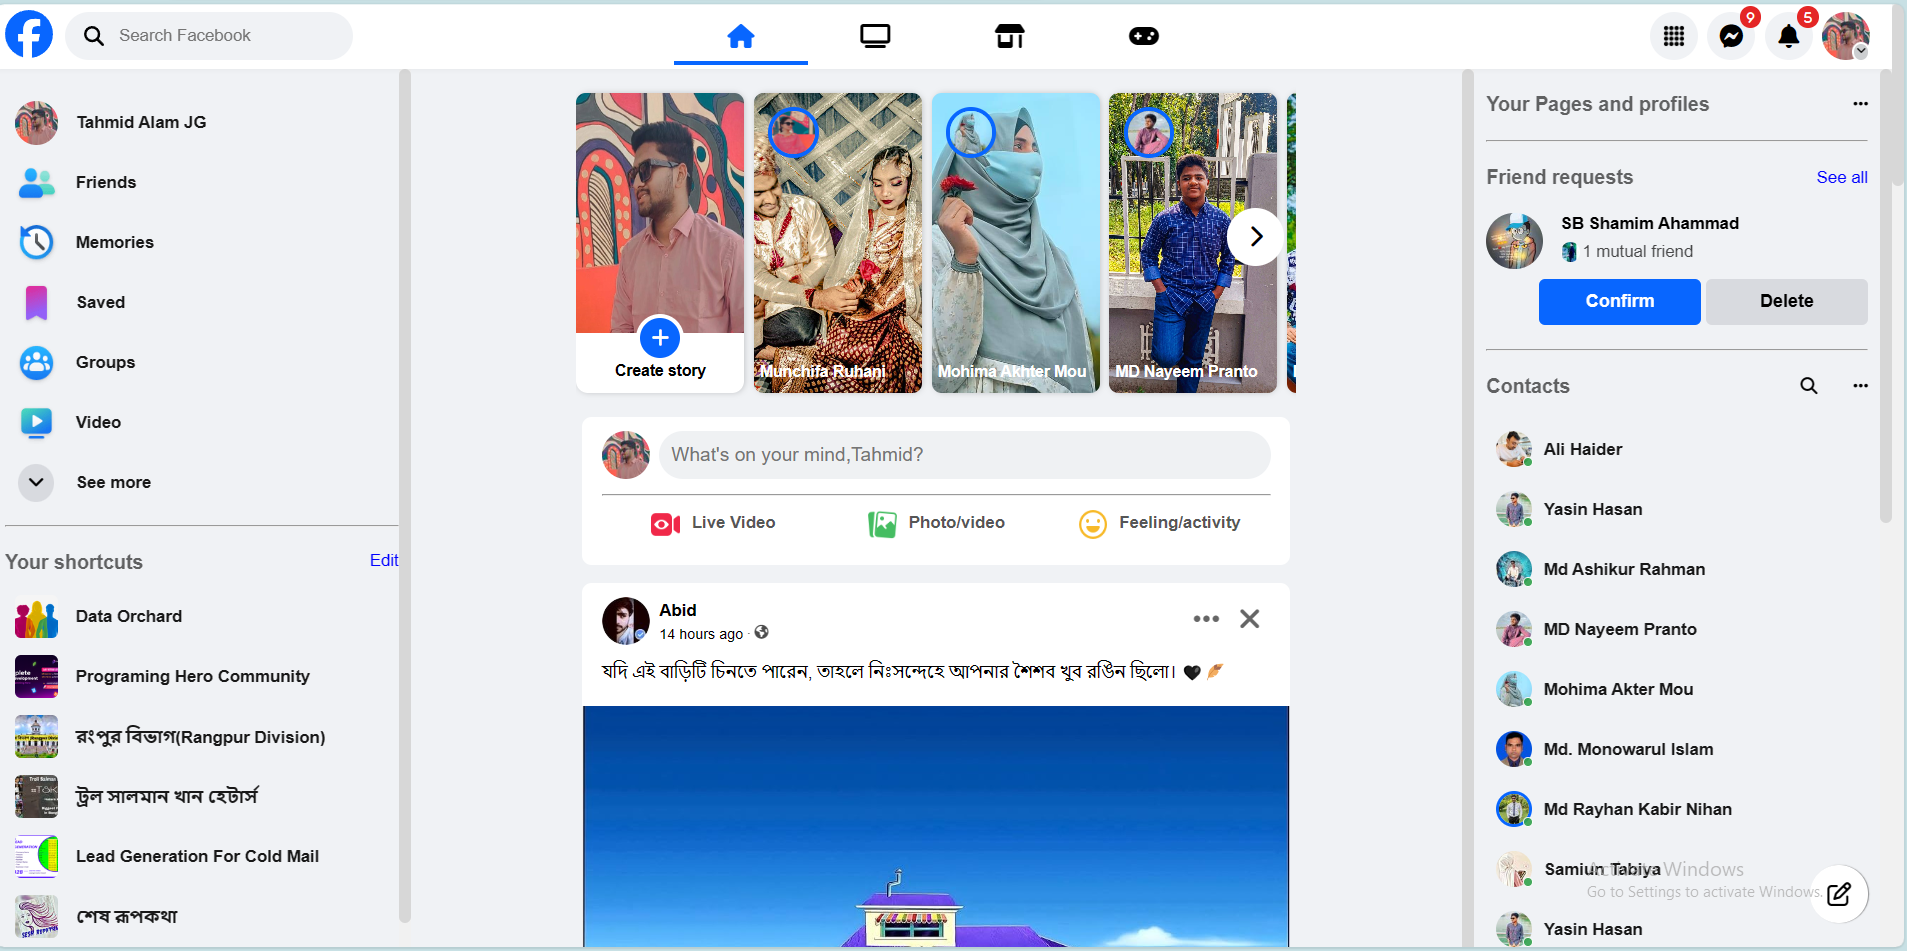 Search Facebook
9
5
Tahmid Alam JG
Friends
Memories
Saved
Groups
Video
See more
Your shortcuts
Edit
Data Orchard
Programing Hero Community
রংপুর বিভাগ(Rangpur Division)
ট্রল সালমান খান হেটার্স
Lead Generation For Cold Mail
শেষ রূপকথা
Create story
Munchifa Ruhani
Mohima Akhter Mou
MD Nayeem Pranto
What's on your mind,Tahmid?
Live Video
Photo/video
Feeling/activity
Abid
14 hours ago ·
যদি এই বাড়িটি চিনতে পারেন, তাহলে নিঃসন্দেহে আপনার শৈশব খুব রঙিন ছিলো। 🖤🍂
Your Pages and profiles
Friend requests
See all
SB Shamim Ahammad
1 mutual friend
Confirm
Delete
Contacts
Ali Haider
Yasin Hasan
Md Ashikur Rahman
MD Nayeem Pranto
Mohima Akter Mou
Md. Monowarul Islam
Md Rayhan Kabir Nihan
Samiun Tabiya
Activate Windows
Go to Settings to activate Windows.
Yasin Hasan